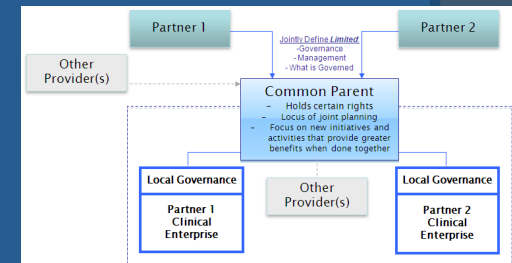 Partner 1
Partner 2
Jointly Define Limited:
-Governance
-Management
- What is Governed
Other
Provider(s)
Common Parent
- Holds certain rights
- Locus of joint planning
- Focus on new initiatives and
activities that provide greater
benefits when done together
Local Governance
Partner 1
Clinical
Enterprise
Other
Provider(s)
Local Governance
Partner 2
Clinical
Enterprise